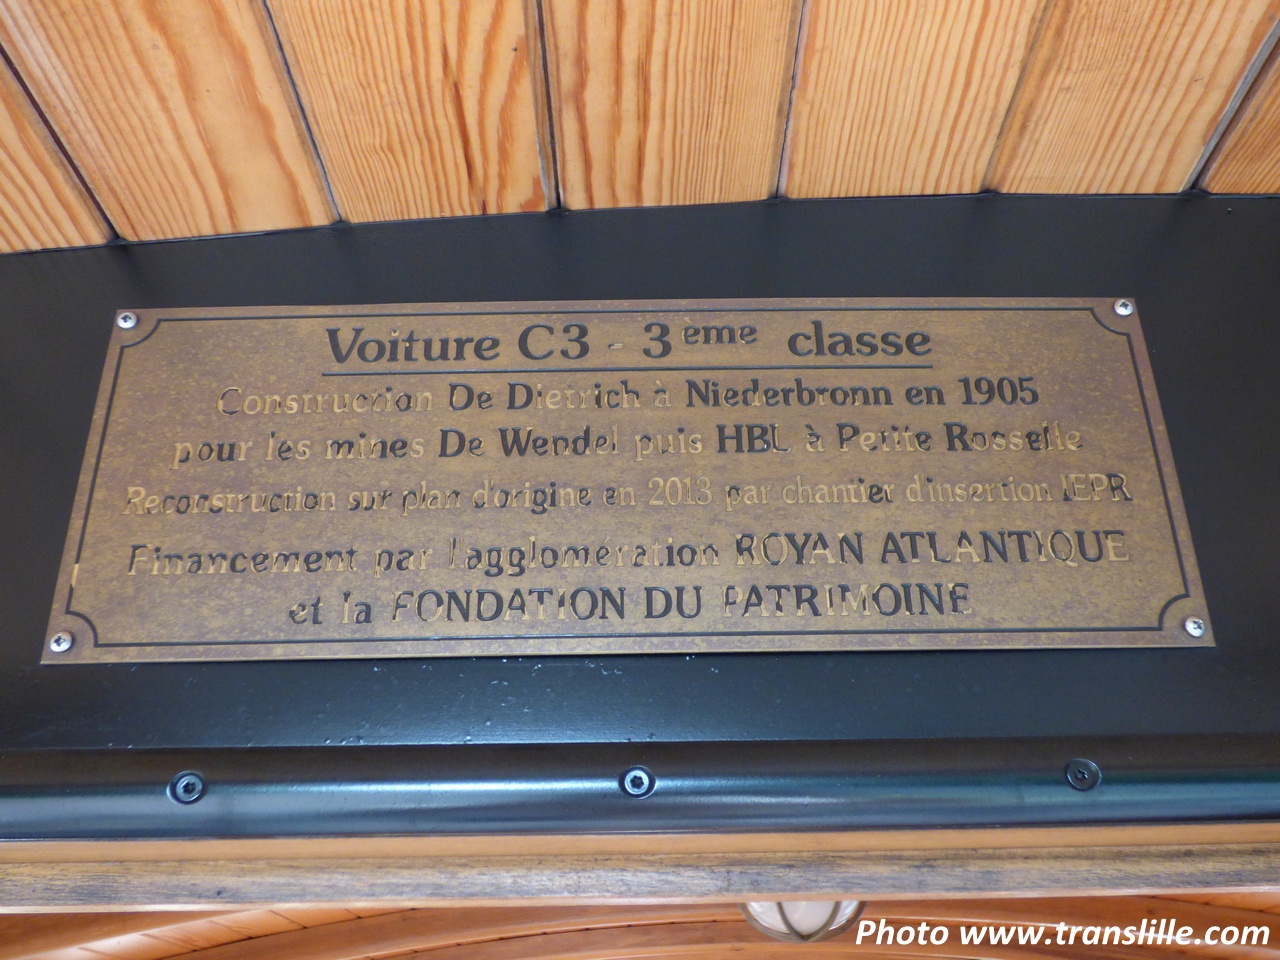 Voiture C3 - 3eme classe
Construction De Dietrich à Niederbronn en 1905
pour les mines De Wendel puis HBL à Petite Rosselle
Reconstruction sur plan d'origine en 2013 par chantier d'insertion IEPR
Financement par l'agglomération ROYAN ATLANTIQUE
et la FONDATION DU PATRIMOINE
Photo www.translille.com